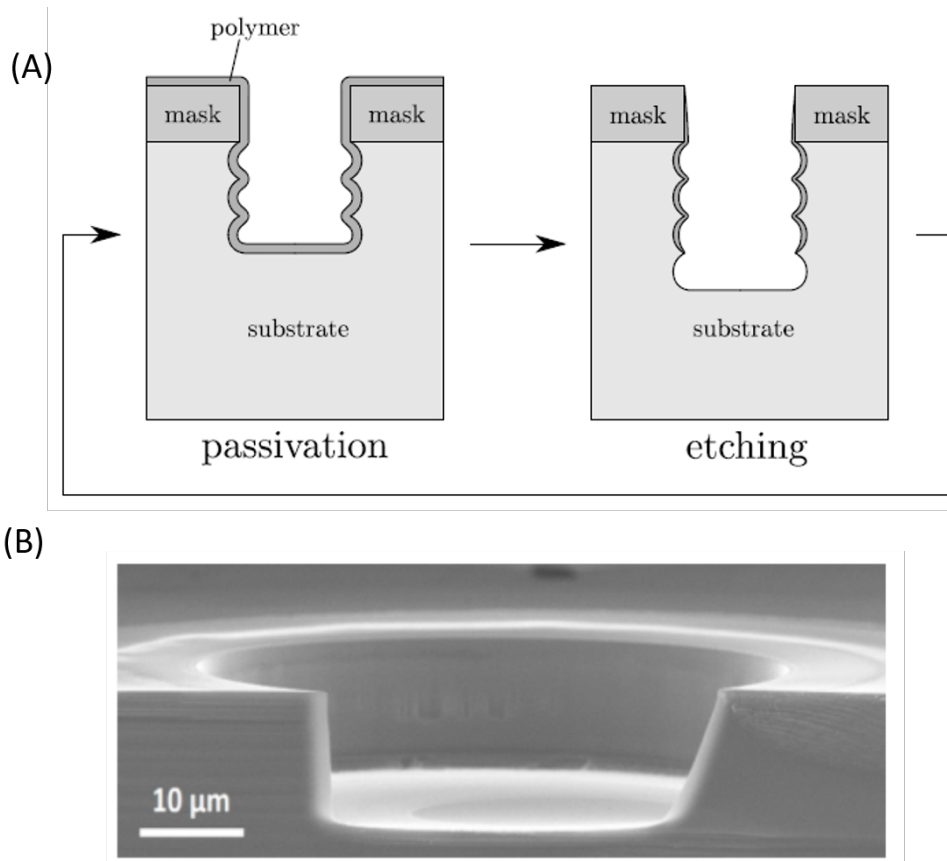 (A)
polymer
mask mask mask mask
substrate substrate
passivation etching
(B)
10 μm